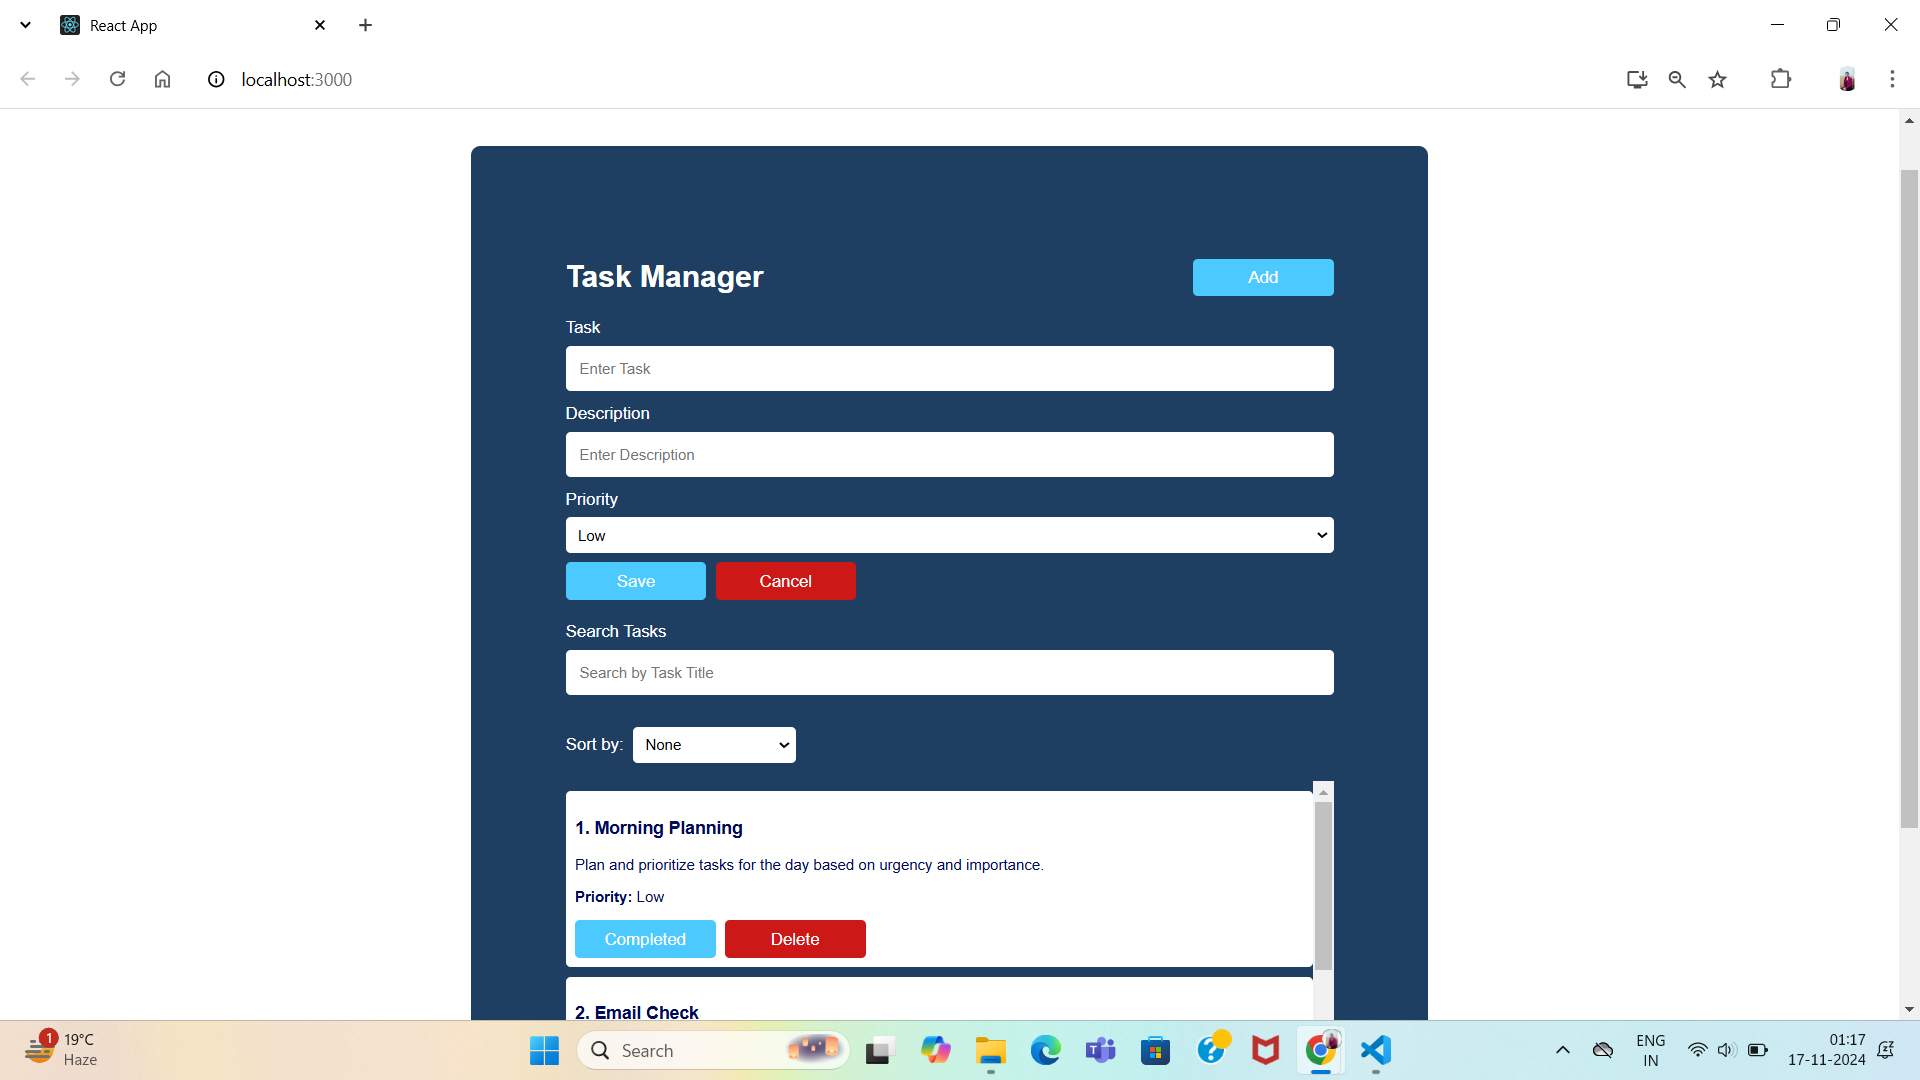 React App
localhost:3000
Task Manager
Add
Task
Enter Task
Description
Enter Description
Priority
Low
Save
Cancel
Search Tasks
Search by Task Title
Sort by:
None
1. Morning Planning
Plan and prioritize tasks for the day based on urgency and importance.
Priority: Low
Completed
Delete
2. Email Check
1
19°C
Haze
Search
ENG
IN
01:17
17-11-2024